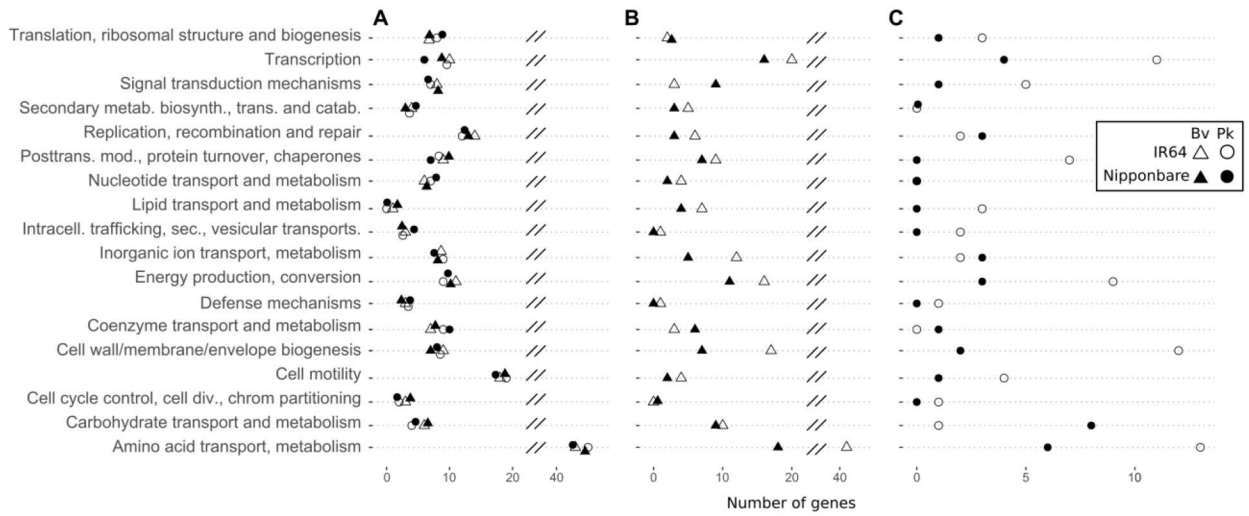 A B C
Translation, ribosomal structure and biogenesis
Transcription
Signal transduction mechanisms
Secondary metab. biosynth., trans. and catab.
Replication, recombination and repair
Posttrans. mod., protein turnover, chaperones
Nucleotide transport and metabolism
Lipid transport and metabolism
Intracell. trafficking, sec., vesicular transports.
Inorganic ion transport, metabolism
Energy production, conversion
Defense mechanisms
Coenzyme transport and metabolism
Cell wall/membrane/envelope biogenesis
Cell motility
Cell cycle control, cell div., chrom partitioning
Carbohydrate transport and metabolism
Amino acid transport, metabolism
Bv Pk
IR64
Nipponbare
0 10 20 40 0 10 20 40 0 5 10
Number of genes